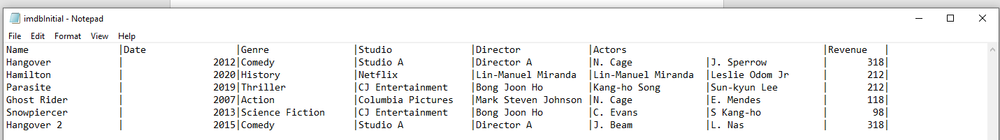 imdbInitial - Notepad
File Edit Format View Help
Name |Date |Genre |Studio |Director |Actors |Revenue |
Hangover | 2012|Comedy |Studio A |Director A |N. Cage |J. Sperrow | 318|
Hamilton | 2020|History |Netflix |Lin-Manuel Miranda |Lin-Manuel Miranda |Leslie Odom Jr | 212|
Parasite | 2019|Thriller |CJ Entertainment |Bong Joon Ho |Kang-ho Song |Sun-kyun Lee | 212|
Ghost Rider | 2007|Action |Columbia Pictures |Mark Steven Johnson |N. Cage |E. Mendes | 118|
Snowpiercer | 2013|Science Fiction |CJ Entertainment |Bong Joon Ho |C. Evans |S Kang-ho | 98|
Hangover 2 | 2015|Comedy |Studio A |Director A |J. Beam |L. Nas | 318|